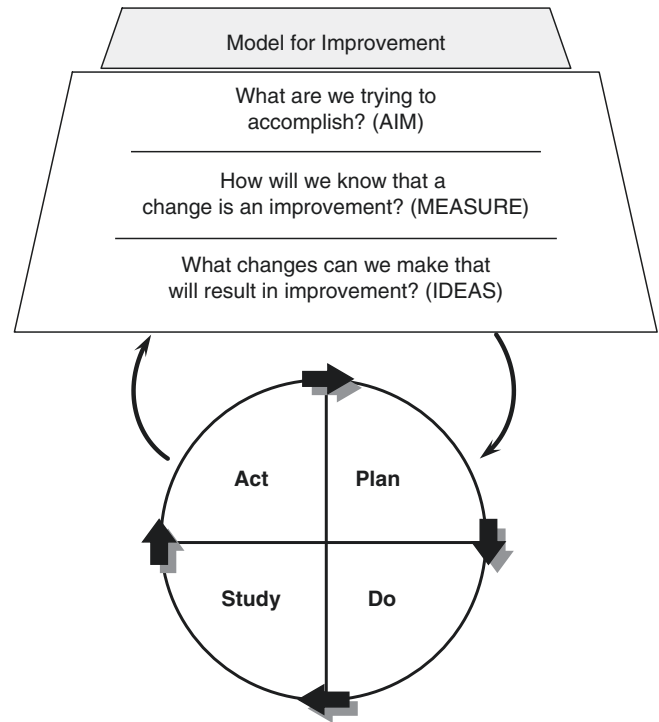 Model for Improvement
What are we trying to
accomplish? (AIM)
How will we know that a
change is an improvement? (MEASURE)
What changes can we make that
will result in improvement? (IDEAS)
Act
Plan
Study
Do